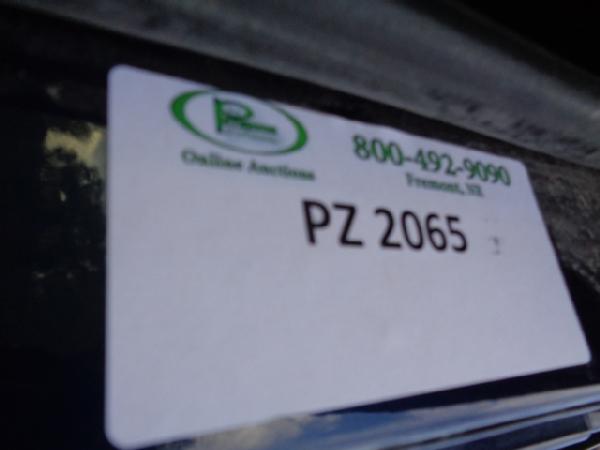 Online Auctions
800-492-9090
Fremont, NE
PZ 2065